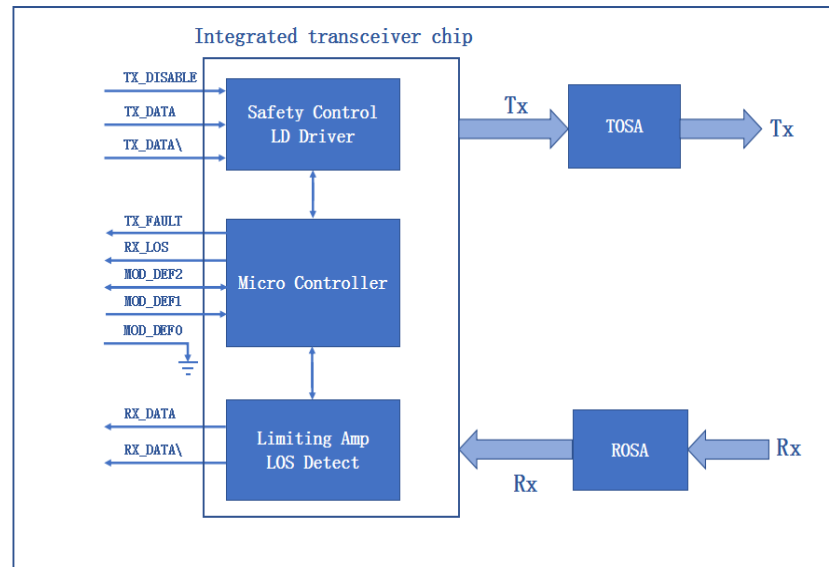 Integrated transceiver chip
TX_DISABLE
TX_DATA
TX_DATA\
Safety Control
LD Driver
Tx
TOSA
Tx
TX_FAULT
RX_LOS
MOD_DEF2
MOD_DEF1
MOD_DEF0
Micro Controller
RX_DATA
RX_DATA\
Limiting Amp
LOS Detect
Rx
ROSA
Rx